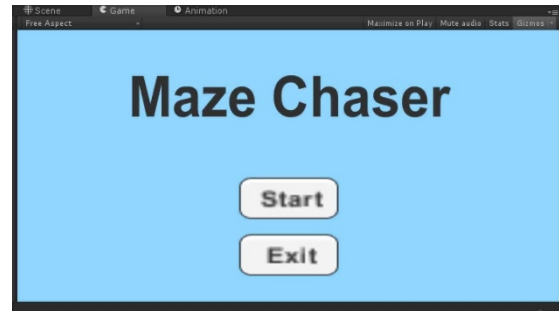 Scene Game Animation
Free Aspect Maximize on Play Mute audio Stats Gizmos
Maze Chaser
Start
Exit